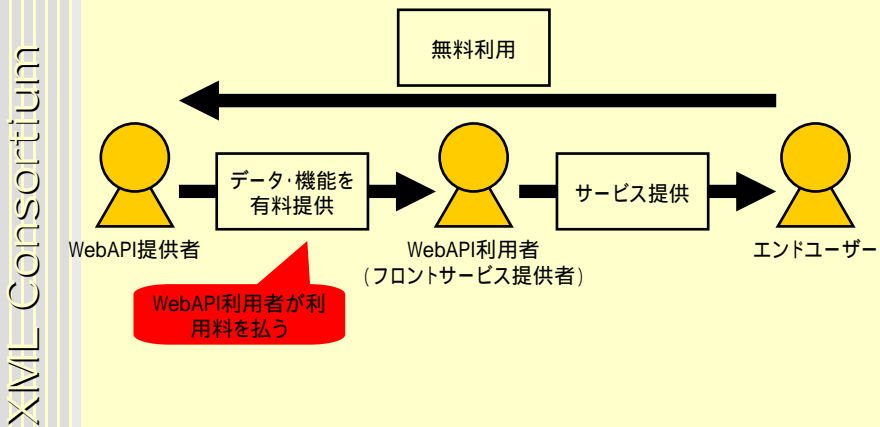 XML Consortium
無料利用
データ・機能を
有料提供
サービス提供
WebAPI提供者
WebAPI利用者
(フロントサービス提供者)
エンドユーザー
WebAPI利用者が利
用料を払う